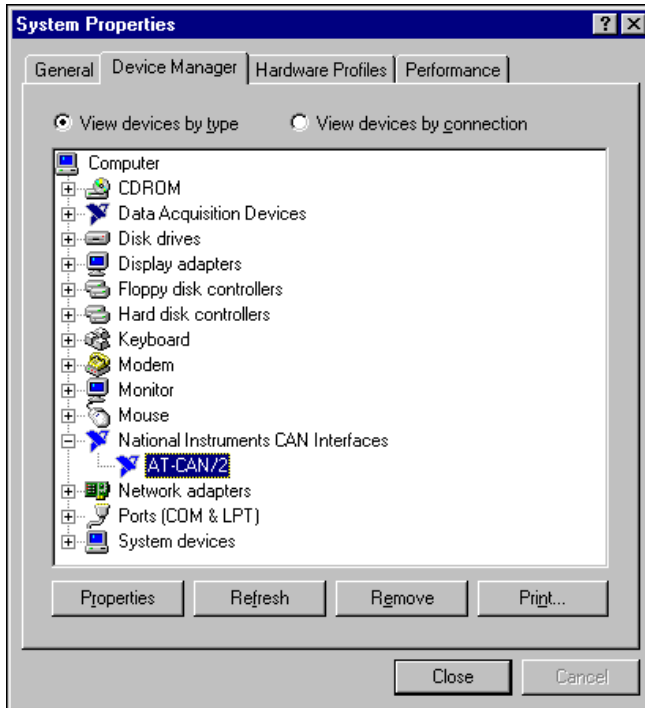 System Properties
General Device Manager Hardware Profiles Performance
View devices by type View devices by connection
Computer
CDROM
Data Acquisition Devices
Disk drives
Display adapters
Floppy disk controllers
Hard disk controllers
Keyboard
Modem
Monitor
Mouse
National Instruments CAN Interfaces
AT-CAN/2
Network adapters
Ports (COM & LPT)
System devices
Properties Refresh Remove Print...
Close Cancel